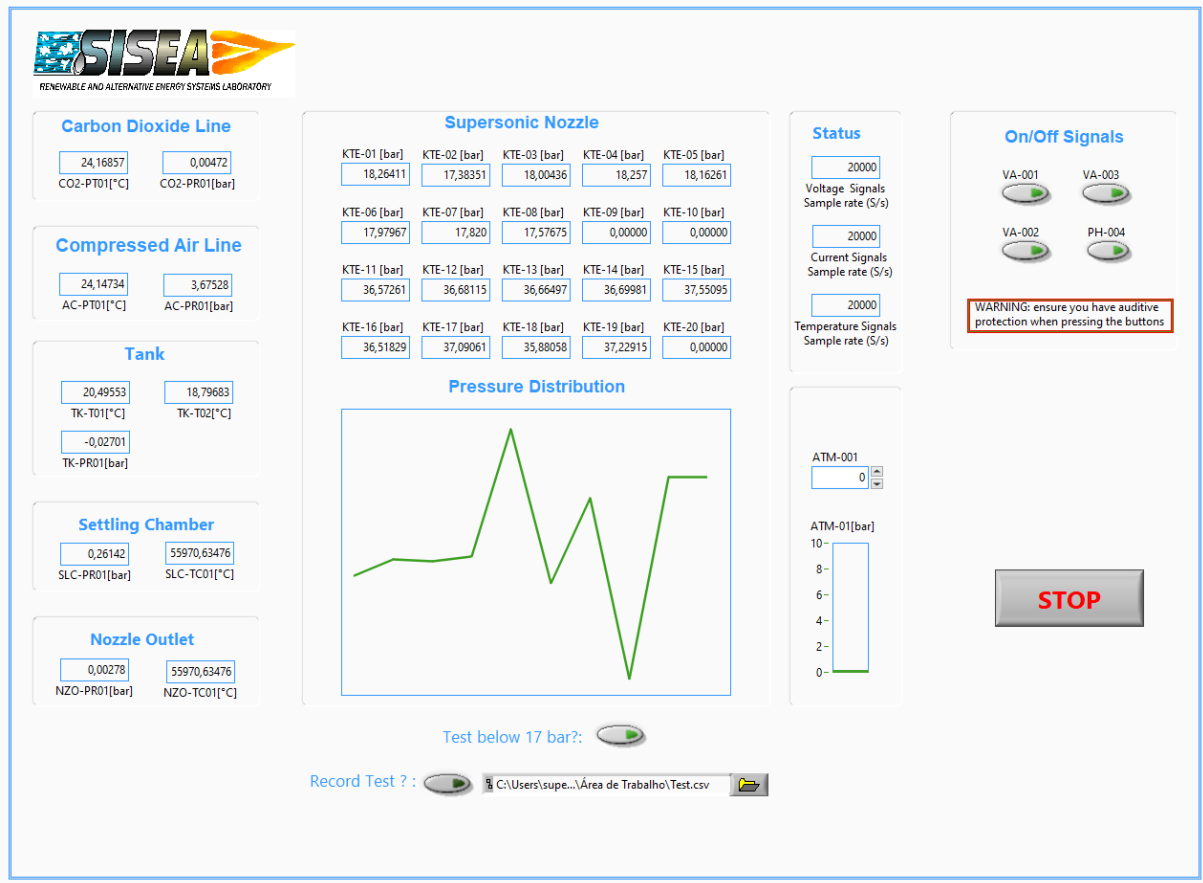 SISEA
RENEWABLE AND ALTERNATIVE ENERGY SYSTEMS LABORATORY
Carbon Dioxide Line
24,16857 0,00472
CO2-PT01[°C] CO2-PR01[bar]
Compressed Air Line
24,14734 3,67528
AC-PT01[°C] AC-PR01[bar]
Tank
20,49553 18,79683
TK-T01[°C] TK-T02[°C]
-0,02701
TK-PR01[bar]
Settling Chamber
0,26142 55970,63476
SLC-PR01[bar] SLC-TC01[°C]
Nozzle Outlet
0,00278 55970,63476
NZO-PR01[bar] NZO-TC01[°C]
Supersonic Nozzle
KTE-01 [bar] KTE-02 [bar] KTE-03 [bar] KTE-04 [bar] KTE-05 [bar]
18,26411 17,38351 18,00436 18,257 18,16261
KTE-06 [bar] KTE-07 [bar] KTE-08 [bar] KTE-09 [bar] KTE-10 [bar]
17,97967 17,820 17,57675 0,00000 0,00000
KTE-11 [bar] KTE-12 [bar] KTE-13 [bar] KTE-14 [bar] KTE-15 [bar]
36,57261 36,68115 36,66497 36,69981 37,55095
KTE-16 [bar] KTE-17 [bar] KTE-18 [bar] KTE-19 [bar] KTE-20 [bar]
36,51829 37,09061 35,88058 37,22915 0,00000
Pressure Distribution
Test below 17 bar?:
Record Test ? : C:\Users\supe...\Área de Trabalho\Test.csv
Status
20000
Voltage Signals
Sample rate (S/s)
20000
Current Signals
Sample rate (S/s)
20000
Temperature Signals
Sample rate (S/s)
ATM-001
0
ATM-01[bar]
10
8
6
4
2
0
On/Off Signals
VA-001 VA-003
VA-002 PH-004
WARNING: ensure you have auditive
protection when pressing the buttons
STOP